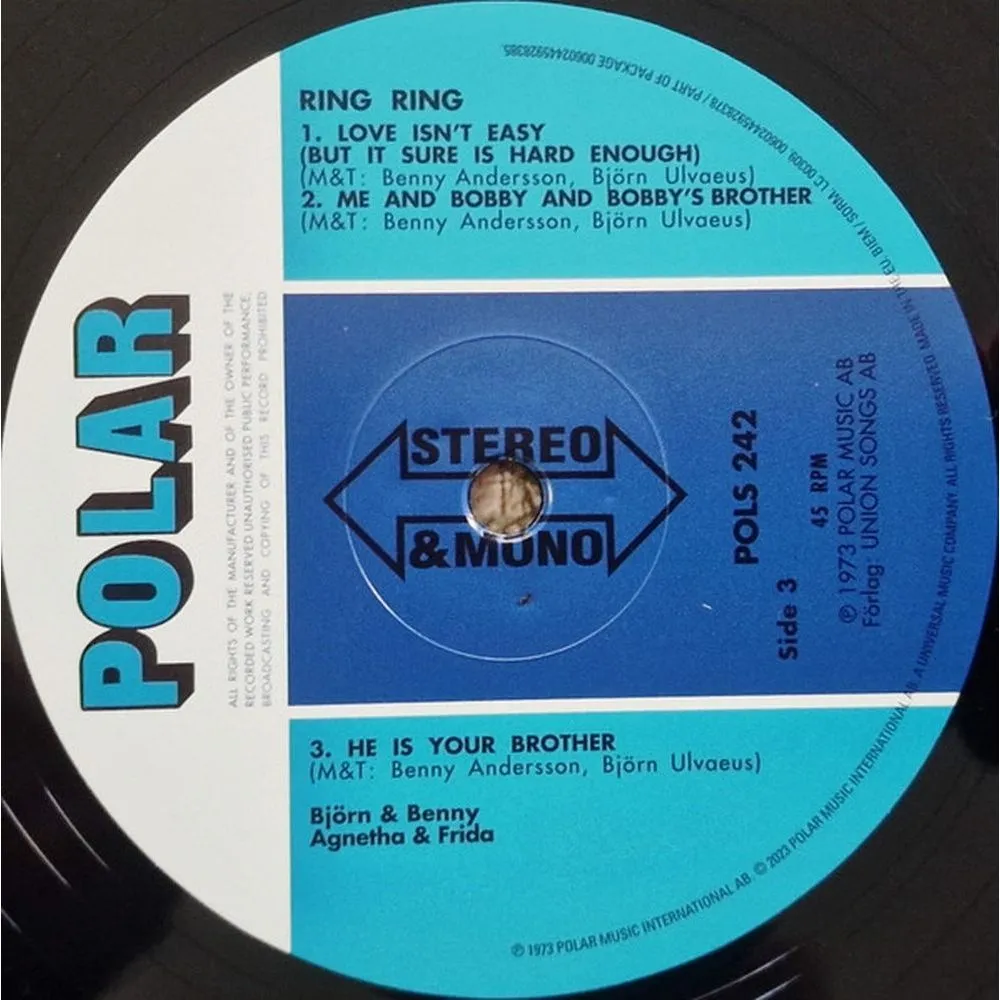 RING RING
1. LOVE ISN'T EASY
(BUT IT SURE IS HARD ENOUGH)
(M&T: Benny Andersson, Björn Ulvaeus)
2. ME AND BOBBY AND BOBBY'S BROTHER
(M&T: Benny Andersson, Björn Ulvaeus)
POLAR
ALL RIGHTS OF THE MANUFACTURER AND OF THE OWNER OF THE
RECORDED WORK RESERVED UNAUTHORISED PUBLIC PERFORMANCE,
BROADCASTING AND COPYING OF THIS RECORD PROHIBITED
STEREO
& MONO
POLS 242
Side 3
45 RPM
℗ 1973 POLAR MUSIC AB
Förlag: UNION SONGS AB
3. HE IS YOUR BROTHER
(M&T: Benny Andersson, Björn Ulvaeus)
Björn & Benny
Agnetha & Frida
℗ 1973 POLAR MUSIC INTERNATIONAL AB. © 2023 POLAR MUSIC INTERNATIONAL AB. A UNIVERSAL MUSIC COMPANY. ALL RIGHTS RESERVED. MADE IN THE EU. BIEM / SDRM. LC 00309. 00602445928378 / PART OF PACKAGE 00602445928385.